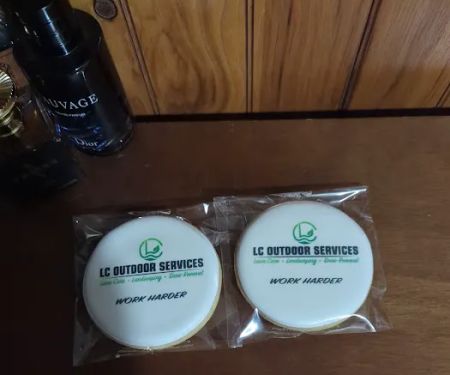 SAUVAGE
Dior
LC OUTDOOR SERVICES
Lawn Care - Landscaping - Snow Removal
WORK HARDER
LC OUTDOOR SERVICES
Lawn Care - Landscaping - Snow Removal
WORK HARDER